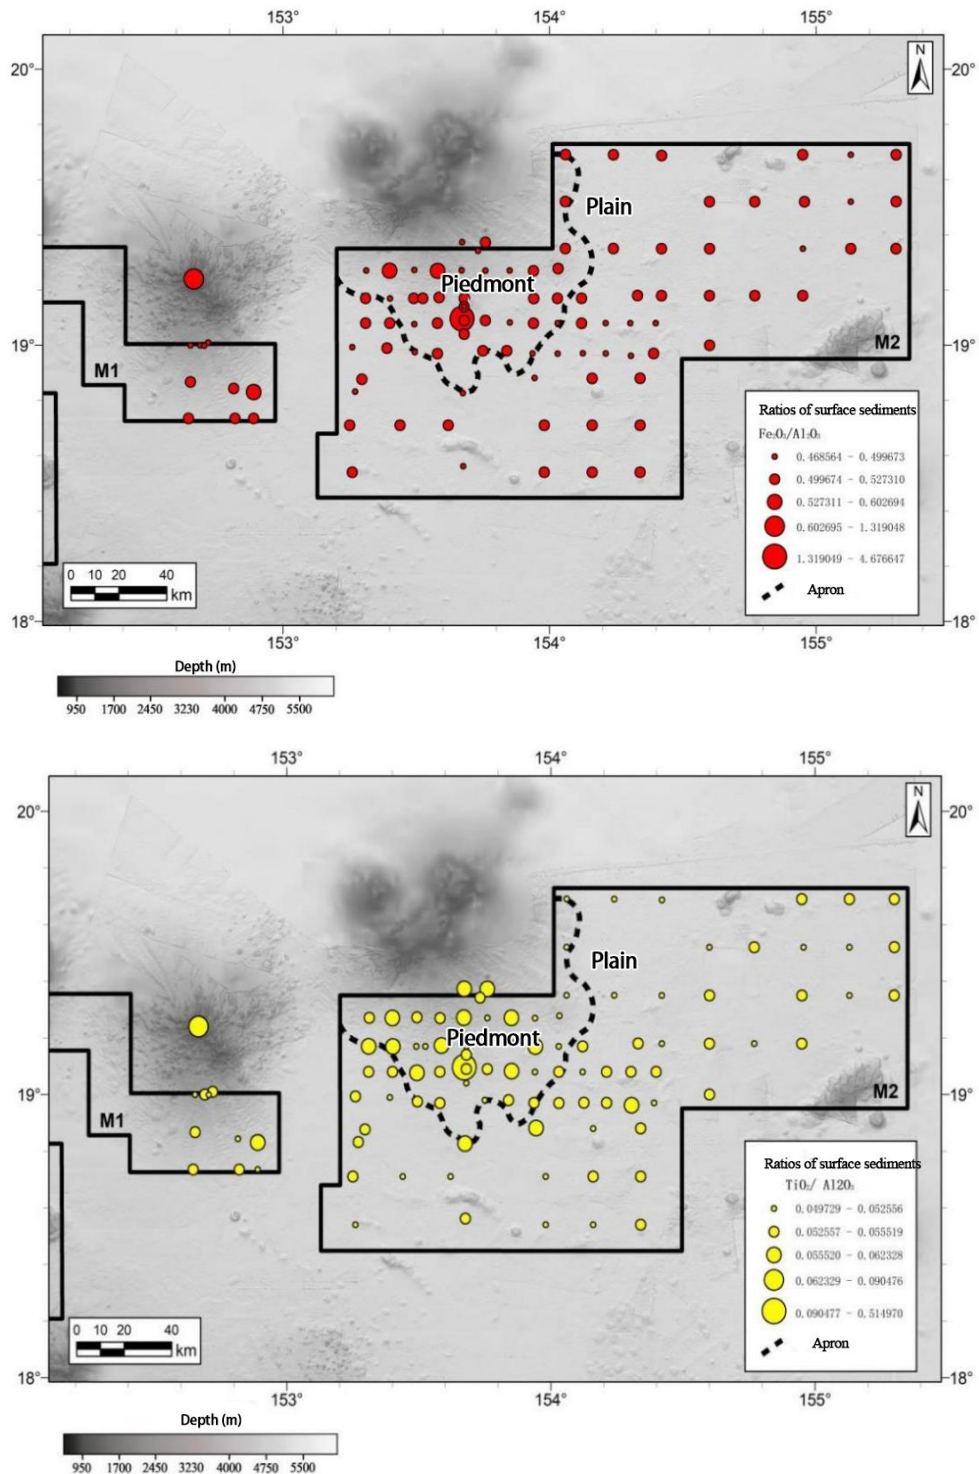 153° 154° 155°
N
20° 20°
Plain
Piedmont
19° 19°
M1 M2
Ratios of surface sediments
Fe₂O₃/Al₂O₃
0.468564 - 0.499673
0.499674 - 0.527310
0.527311 - 0.602694
0.602695 - 1.319048
1.319049 - 4.676647
Apron
0 10 20 40
km
18° 18°
153° 154° 155°
Depth (m)
950 1700 2450 3230 4000 4750 5500
153° 154° 155°
N
20° 20°
Plain
Piedmont
19° 19°
M1 M2
Ratios of surface sediments
TiO₂/ Al2O₃
0.049729 - 0.052556
0.052557 - 0.055519
0.055520 - 0.062328
0.062329 - 0.090476
0.090477 - 0.514970
Apron
0 10 20 40
km
18° 18°
153° 154° 155°
Depth (m)
950 1700 2450 3230 4000 4750 5500